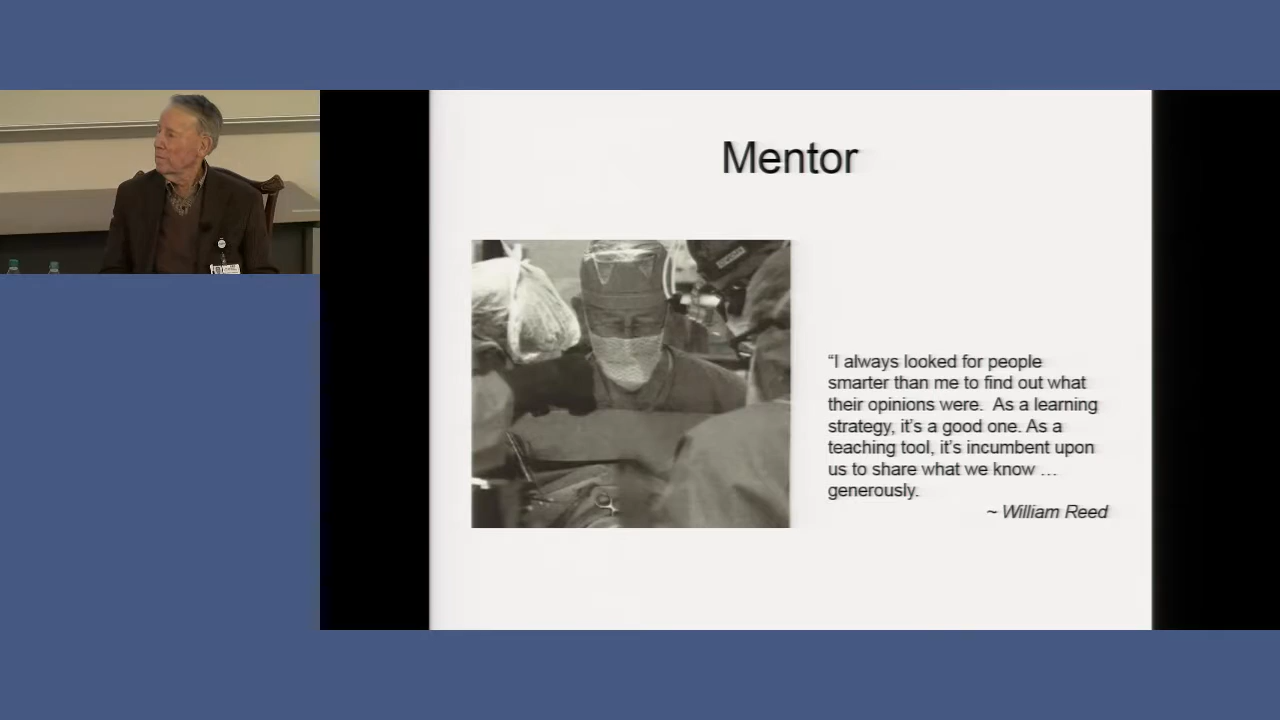 Mentor
“I always looked for people
smarter than me to find out what
their opinions were.  As a learning
strategy, it’s a good one. As a
teaching tool, it’s incumbent upon
us to share what we know …
generously.
~ William Reed